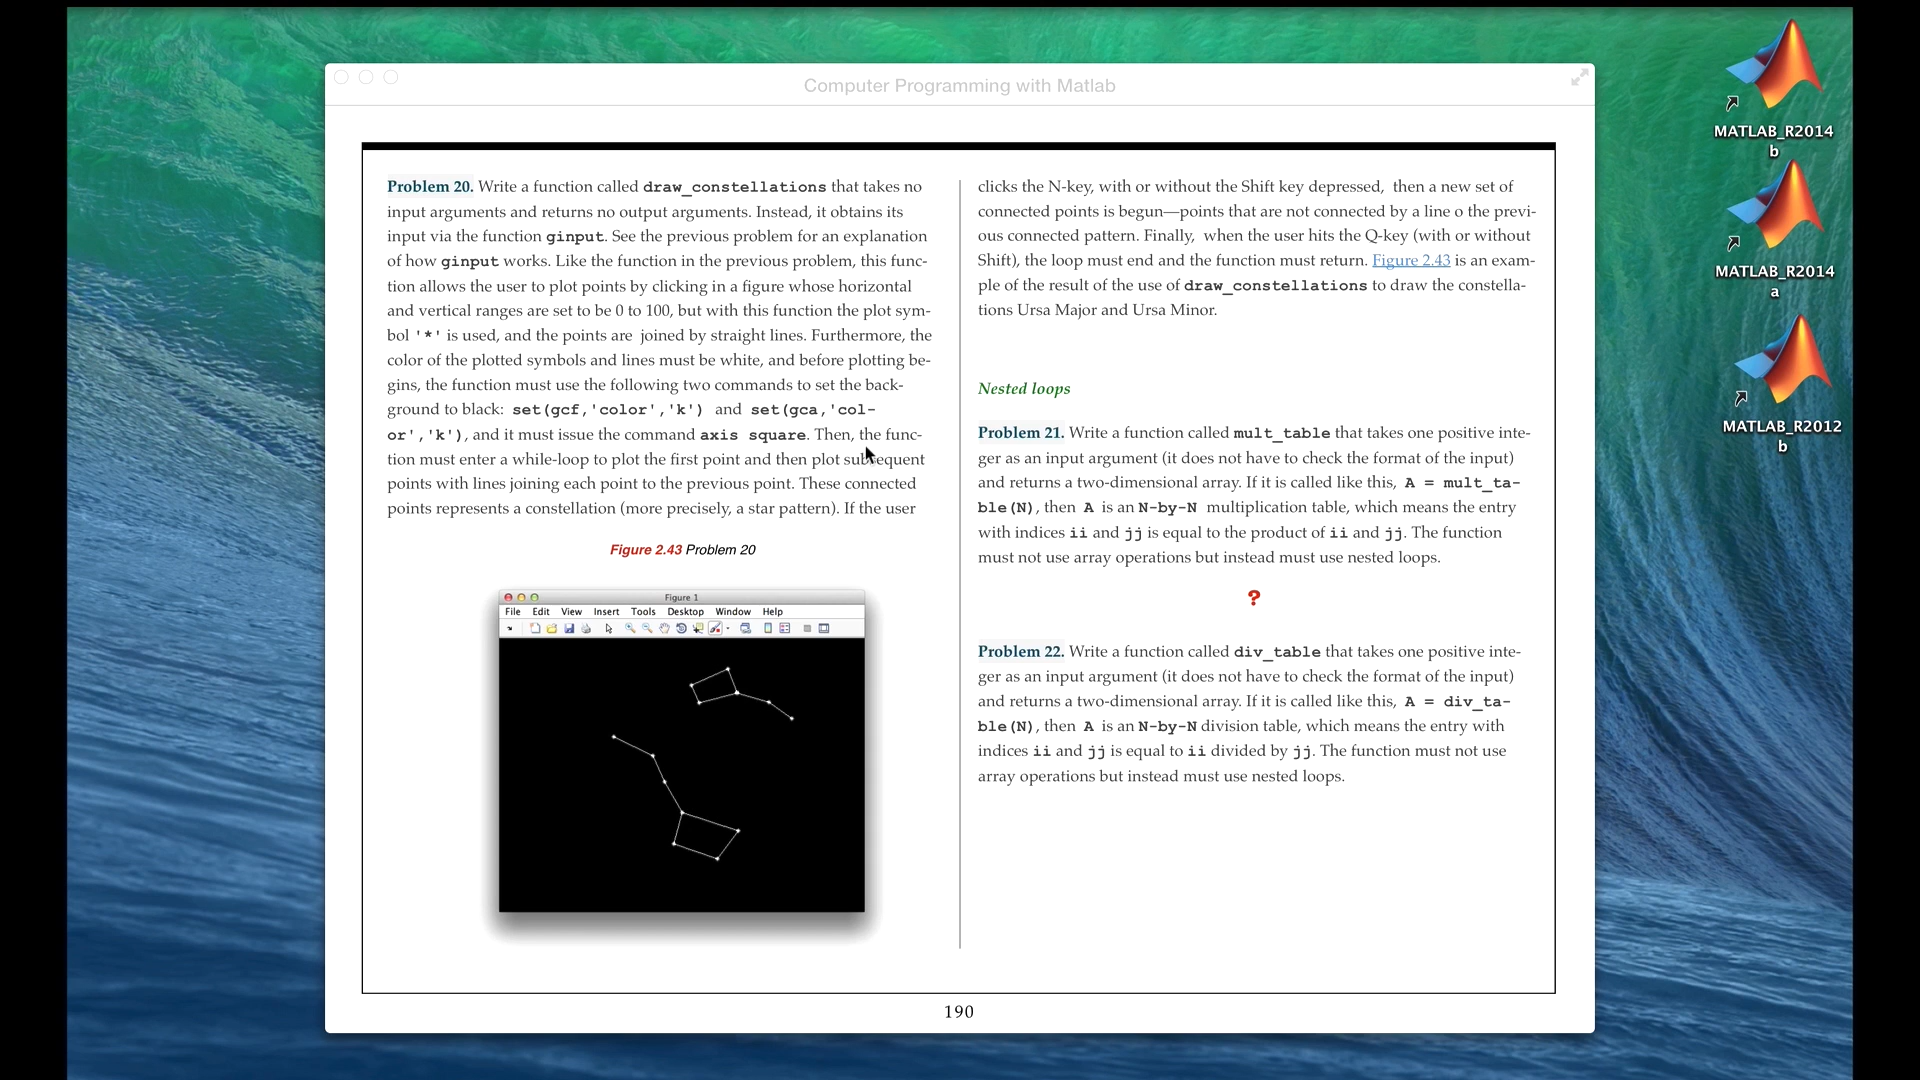 Computer Programming with Matlab
Problem 20. Write a function called draw_constellations that takes no
input arguments and returns no output arguments. Instead, it obtains its
input via the function ginput. See the previous problem for an explanation
of how ginput works. Like the function in the previous problem, this func-
tion allows the user to plot points by clicking in a figure whose horizontal
and vertical ranges are set to be 0 to 100, but with this function the plot sym-
bol '*' is used, and the points are joined by straight lines. Furthermore, the
color of the plotted symbols and lines must be white, and before plotting be-
gins, the function must use the following two commands to set the back-
ground to black: set(gcf,'color','k') and set(gca,'col-
or','k'), and it must issue the command axis square. Then, the func-
tion must enter a while-loop to plot the first point and then plot subsequent
points with lines joining each point to the previous point. These connected
points represents a constellation (more precisely, a star pattern). If the user
Figure 2.43 Problem 20
Figure 1
File Edit View Insert Tools Desktop Window Help
clicks the N-key, with or without the Shift key depressed, then a new set of
connected points is begun—points that are not connected by a line o the previ-
ous connected pattern. Finally, when the user hits the Q-key (with or without
Shift), the loop must end and the function must return. Figure 2.43 is an exam-
ple of the result of the use of draw_constellations to draw the constella-
tions Ursa Major and Ursa Minor.
Nested loops
Problem 21. Write a function called mult_table that takes one positive inte-
ger as an input argument (it does not have to check the format of the input)
and returns a two-dimensional array. If it is called like this, A = mult_ta-
ble(N), then A is an N-by-N multiplication table, which means the entry
with indices ii and jj is equal to the product of ii and jj. The function
must not use array operations but instead must use nested loops.
?
Problem 22. Write a function called div_table that takes one positive inte-
ger as an input argument (it does not have to check the format of the input)
and returns a two-dimensional array. If it is called like this, A = div_ta-
ble(N), then A is an N-by-N division table, which means the entry with
indices ii and jj is equal to ii divided by jj. The function must not use
array operations but instead must use nested loops.
190
MATLAB_R2014
b
MATLAB_R2014
a
MATLAB_R2012
b